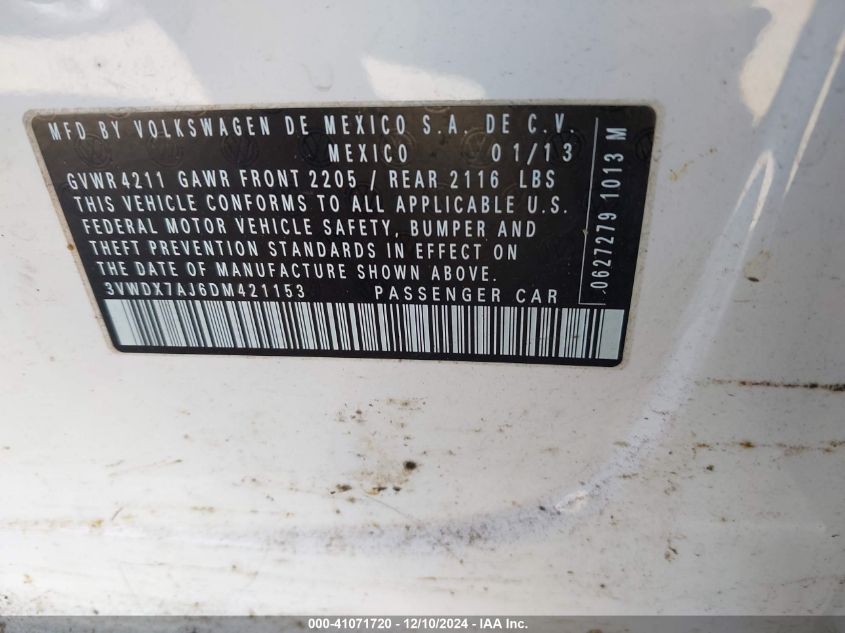 MFD BY VOLKSWAGEN DE MEXICO S.A. DE C.V.
MEXICO 01/13
GVWR 4211 GAWR FRONT 2205 / REAR 2116 LBS
THIS VEHICLE CONFORMS TO ALL APPLICABLE U.S.
FEDERAL MOTOR VEHICLE SAFETY, BUMPER AND
THEFT PREVENTION STANDARDS IN EFFECT ON
THE DATE OF MANUFACTURE SHOWN ABOVE.
3VWDX7AJ6DM421153 PASSENGER CAR
0627279 1013 M
000-41071720 - 12/10/2024 - IAA Inc.